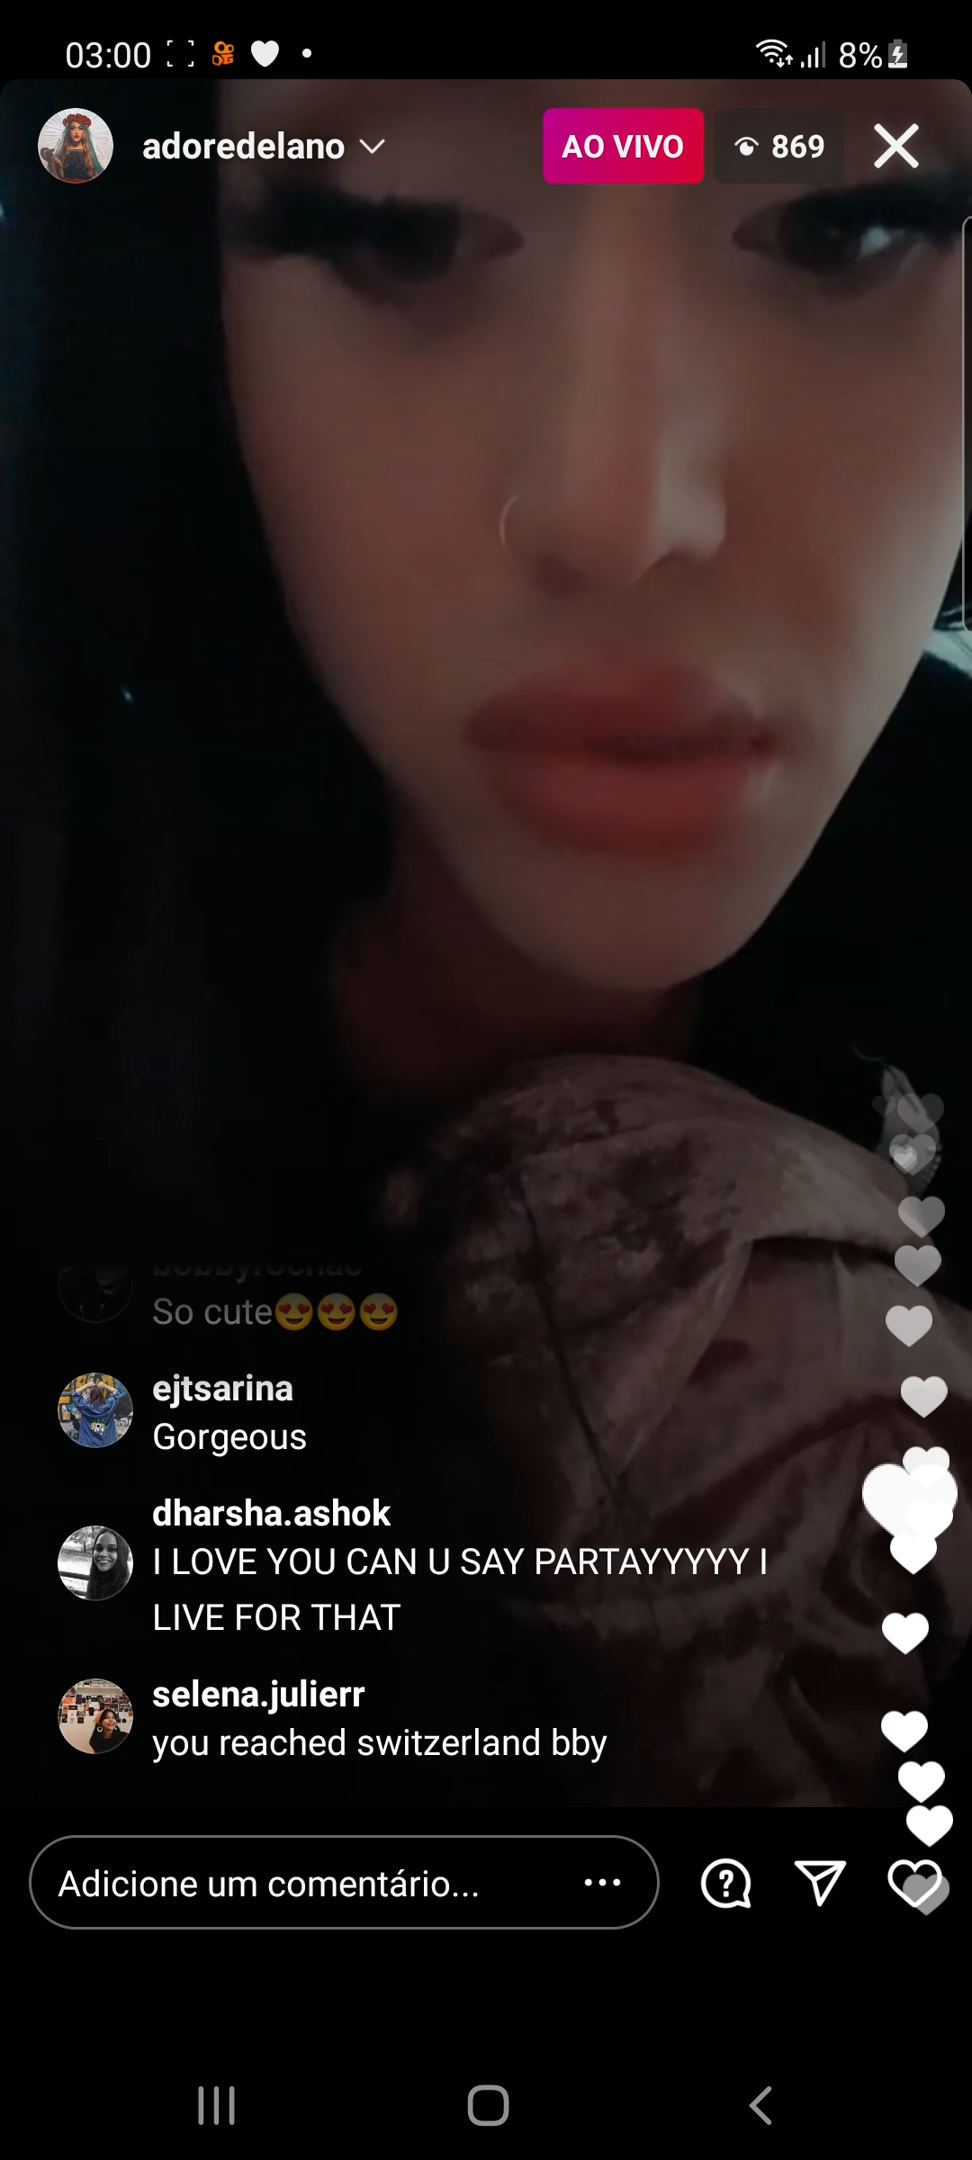 03:00
8%
adoredelano
AO VIVO
869
bobbyrochac
So cute😍😍😍
ejtsarina
Gorgeous
dharsha.ashok
I LOVE YOU CAN U SAY PARTAYYYYY I
LIVE FOR THAT
selena.julierr
you reached switzerland bby
Adicione um comentário...